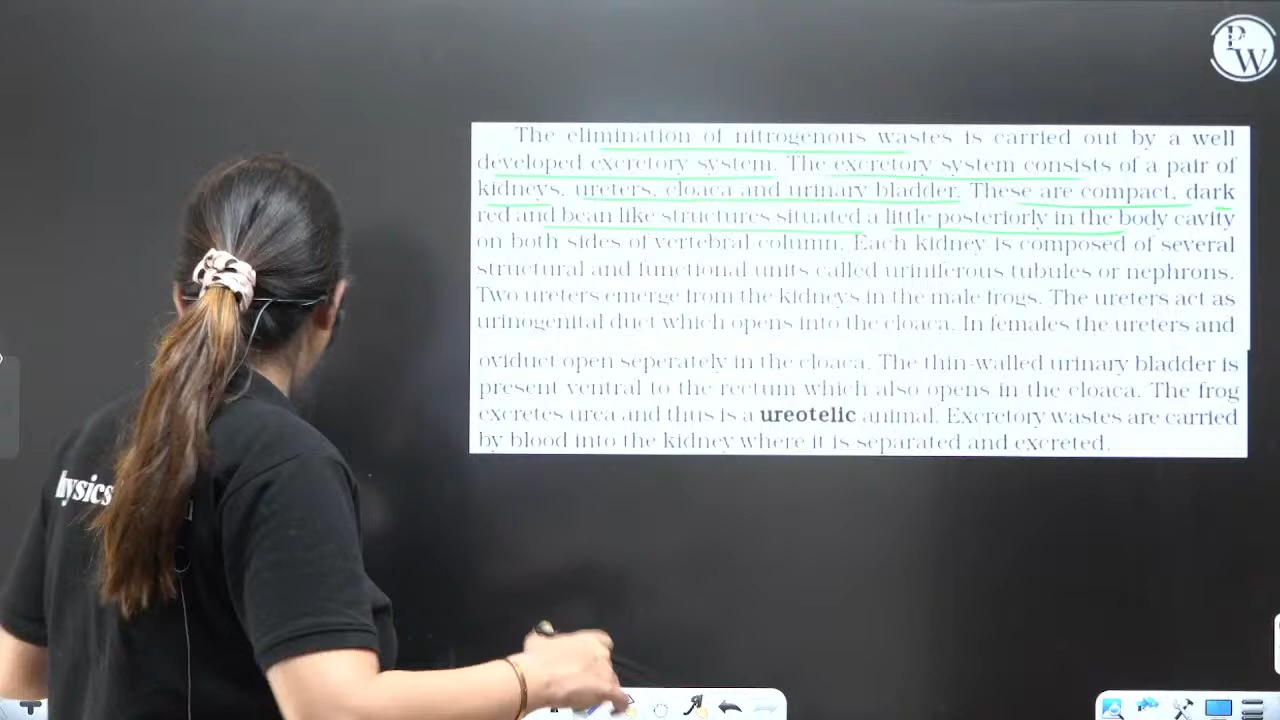 PW
The elimination of nitrogenous wastes is carried out by a well
developed excretory system. The excretory system consists of a pair of
kidneys, ureters, cloaca and urinary bladder. These are compact, dark
red and bean like structures situated a little posteriorly in the body cavity
on both sides of vertebral column. Each kidney is composed of several
structural and functional units called uriniferous tubules or nephrons.
Two ureters emerge from the kidneys in the male frogs. The ureters act as
urinogenital duct which opens into the cloaca. In females the ureters and
oviduct open seperately in the cloaca. The thin-walled urinary bladder is
present ventral to the rectum which also opens in the cloaca. The frog
excretes urea and thus is a ureotelic animal. Excretory wastes are carried
by blood into the kidney where it is separated and excreted.
hysics